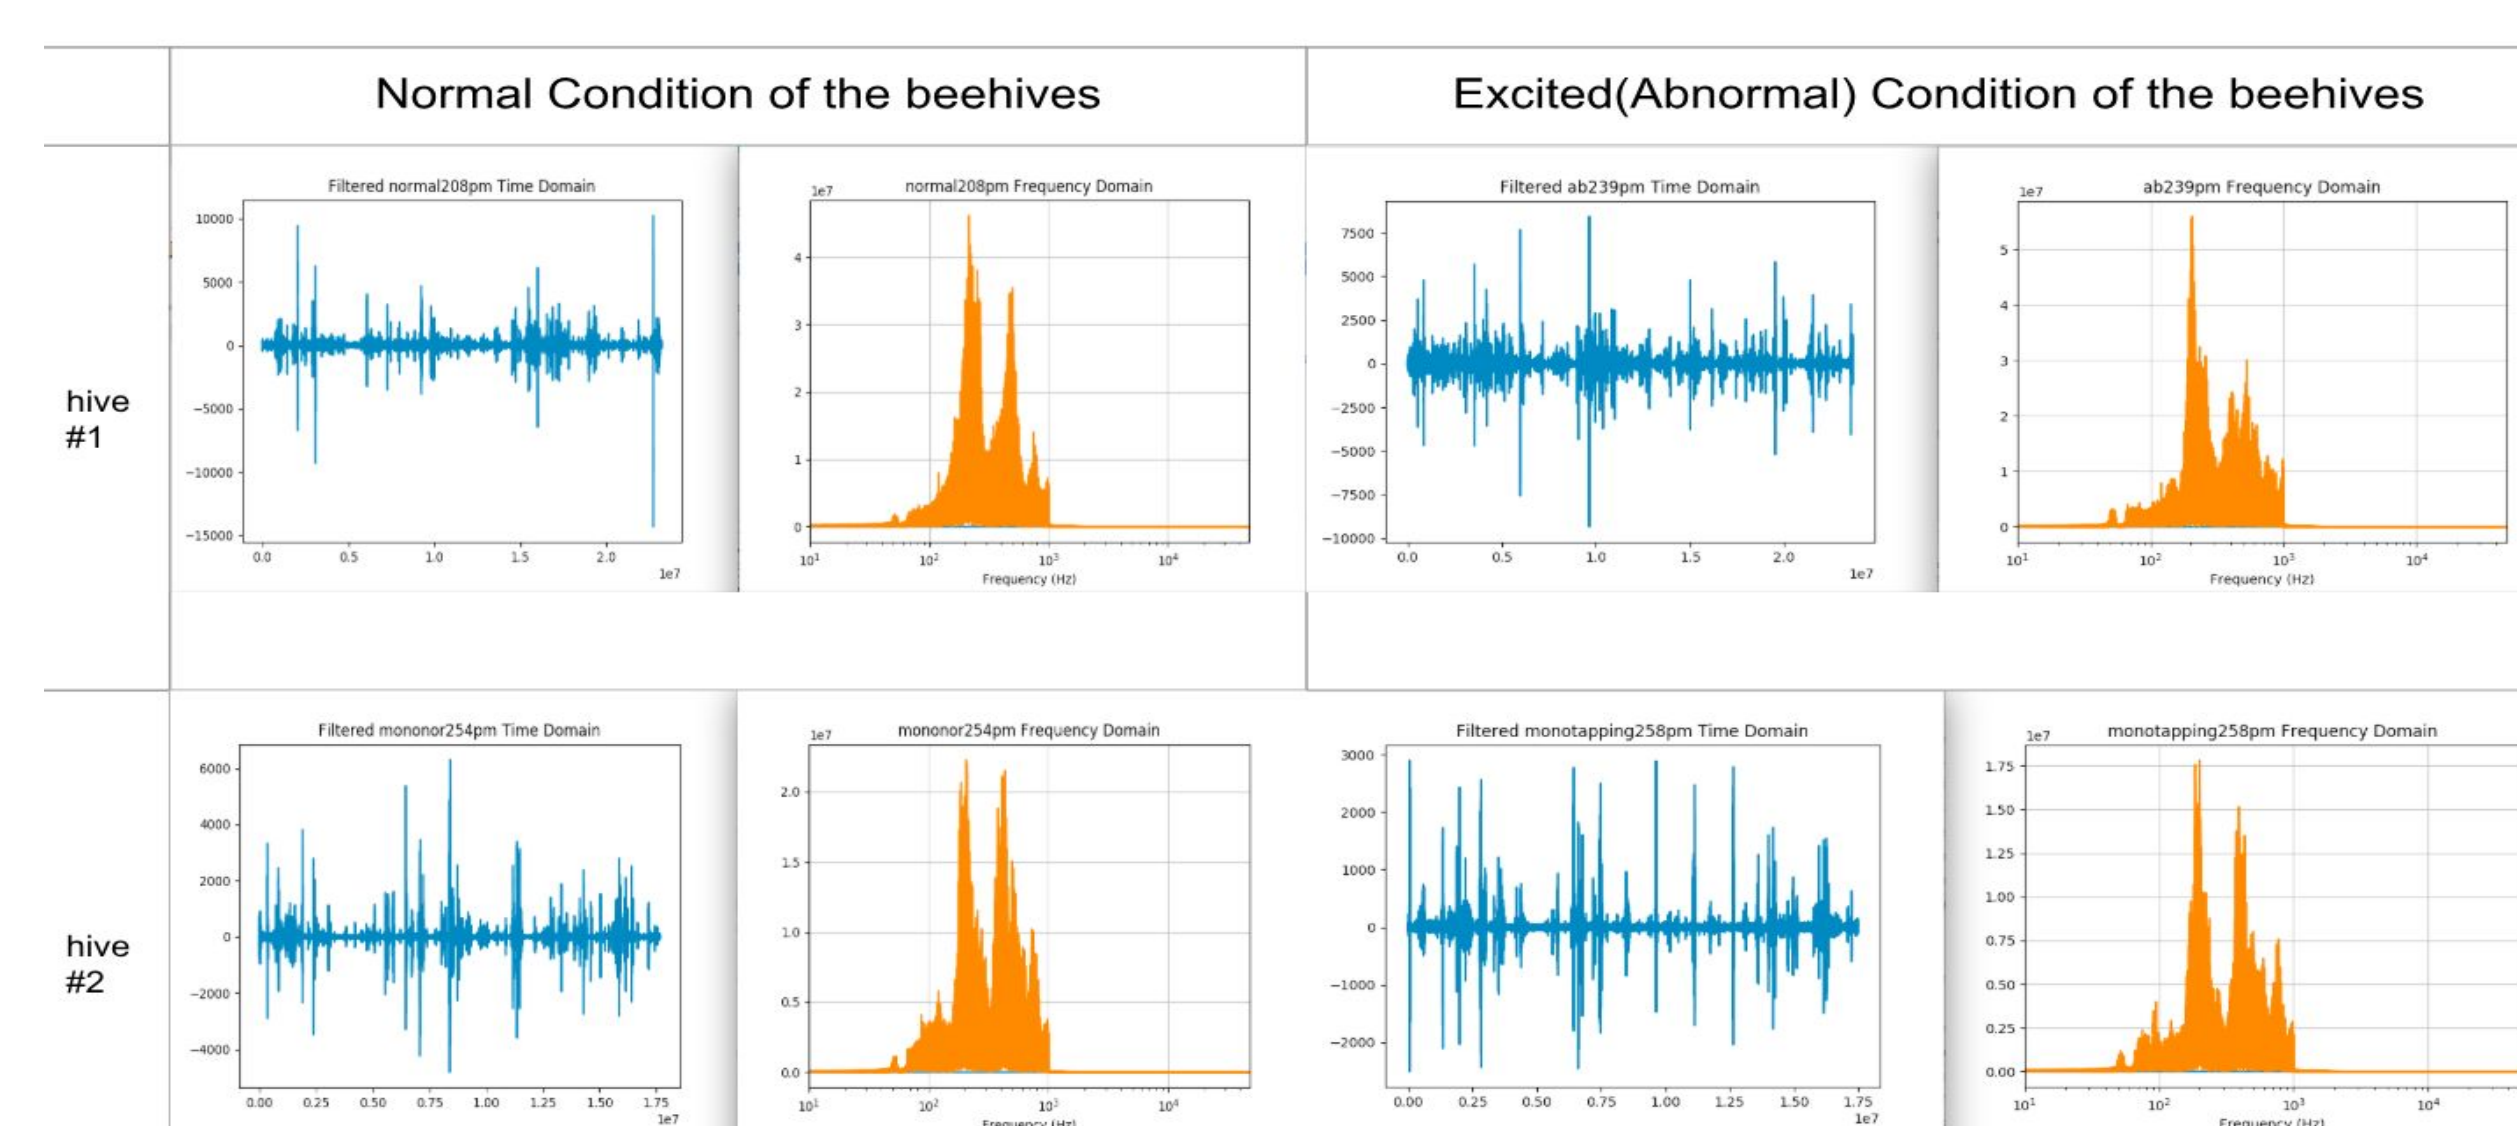 Normal Condition of the beehives
Excited(Abnormal) Condition of the beehives
hive
#1
Filtered normal208pm Time Domain
10000
5000
0
−5000
−10000
−15000
0.0 0.5 1.0 1.5 2.0
1e7
normal208pm Frequency Domain
1e7
4
3
2
1
0
10¹ 10² 10³ 10⁴
Frequency (Hz)
Filtered ab239pm Time Domain
7500
5000
2500
0
−2500
−5000
−7500
−10000
0.0 0.5 1.0 1.5 2.0
1e7
ab239pm Frequency Domain
1e7
5
4
3
2
1
0
10¹ 10² 10³ 10⁴
Frequency (Hz)
hive
#2
Filtered mononor254pm Time Domain
6000
4000
2000
0
−2000
−4000
0.00 0.25 0.50 0.75 1.00 1.25 1.50 1.75
1e7
mononor254pm Frequency Domain
1e7
2.0
1.5
1.0
0.5
0.0
10¹ 10² 10³ 10⁴
Frequency (Hz)
Filtered monotapping258pm Time Domain
3000
2000
1000
0
−1000
−2000
0.00 0.25 0.50 0.75 1.00 1.25 1.50 1.75
1e7
monotapping258pm Frequency Domain
1e7
1.75
1.50
1.25
1.00
0.75
0.50
0.25
0.00
10¹ 10² 10³ 10⁴
Frequency (Hz)